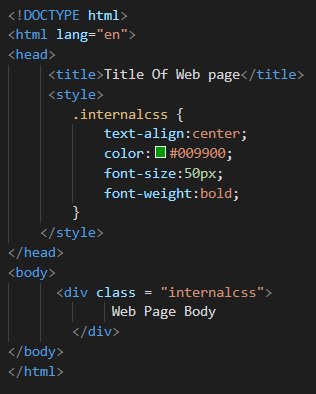 <!DOCTYPE html>
<html lang="en">
<head>
<title>Title Of Web page</title>
<style>
.internalcss {
text-align:center;
color:#009900;
font-size:50px;
font-weight:bold;
}
</style>
</head>
<body>
<div class = "internalcss">
Web Page Body
</div>
</body>
</html>